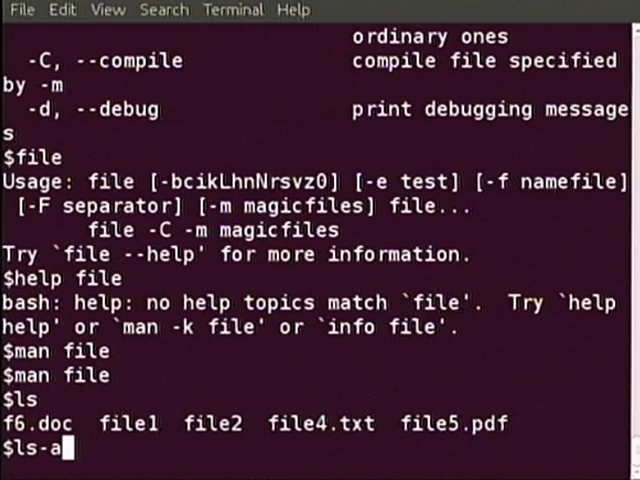 File Edit View Search Terminal Help
ordinary ones
-C, --compile compile file specified
by -m
-d, --debug print debugging message
s
$file
Usage: file [-bcikLhnNrsvz0] [-e test] [-f namefile]
[-F separator] [-m magicfiles] file...
file -C -m magicfiles
Try `file --help' for more information.
$help file
bash: help: no help topics match `file'. Try `help
help' or `man -k file' or `info file'.
$man file
$man file
$ls
f6.doc file1 file2 file4.txt file5.pdf
$ls-a